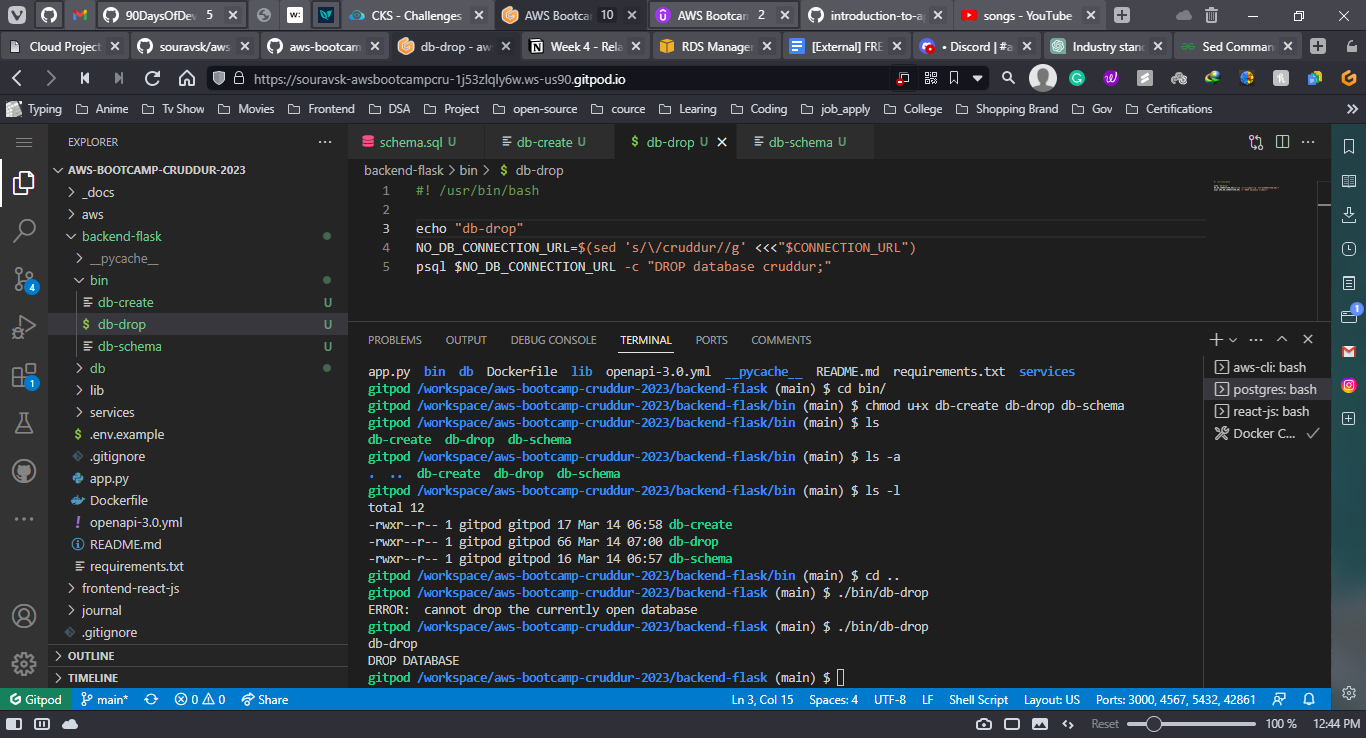 90DaysOfDe 5
w:
CKS - Challenges
AWS Bootca 10
AWS Bootcan 2
introduction-to-a
songs - YouTube
Cloud Project
souravsk/aws
aws-bootcam
db-drop - aw
Week 4 - Rela
RDS Manager
[External] FRE
• Discord | #a
Industry stan
Sed Comman
https://souravsk-awsbootcampcru-1j53zlqly6w.ws-us90.gitpod.io
Typing Anime Tv Show Movies Frontend DSA Project open-source cource Learing Coding job_apply College Shopping Brand Gov Certifications
EXPLORER
schema.sql U db-create U db-drop U db-schema U
AWS-BOOTCAMP-CRUDDUR-2023
backend-flask > bin > $ db-drop
_docs
aws
backend-flask
__pycache__
bin
db-create U
db-drop U
db-schema U
db
lib
services
.env.example
.gitignore
app.py
Dockerfile
openapi-3.0.yml
README.md
requirements.txt
frontend-react-js
journal
.gitignore
OUTLINE
TIMELINE
4
1
1 #! /usr/bin/bash
2
3 echo "db-drop"
4 NO_DB_CONNECTION_URL=$(sed 's/\/cruddur//g' <<<"$CONNECTION_URL")
5 psql $NO_DB_CONNECTION_URL -c "DROP database cruddur;"
PROBLEMS OUTPUT DEBUG CONSOLE TERMINAL PORTS COMMENTS
app.py bin db Dockerfile lib openapi-3.0.yml __pycache__ README.md requirements.txt services
gitpod /workspace/aws-bootcamp-cruddur-2023/backend-flask (main) $ cd bin/
gitpod /workspace/aws-bootcamp-cruddur-2023/backend-flask/bin (main) $ chmod u+x db-create db-drop db-schema
gitpod /workspace/aws-bootcamp-cruddur-2023/backend-flask/bin (main) $ ls
db-create db-drop db-schema
gitpod /workspace/aws-bootcamp-cruddur-2023/backend-flask/bin (main) $ ls -a
. .. db-create db-drop db-schema
gitpod /workspace/aws-bootcamp-cruddur-2023/backend-flask/bin (main) $ ls -l
total 12
-rwxr--r-- 1 gitpod gitpod 17 Mar 14 06:58 db-create
-rwxr--r-- 1 gitpod gitpod 66 Mar 14 07:00 db-drop
-rwxr--r-- 1 gitpod gitpod 16 Mar 14 06:57 db-schema
gitpod /workspace/aws-bootcamp-cruddur-2023/backend-flask/bin (main) $ cd ..
gitpod /workspace/aws-bootcamp-cruddur-2023/backend-flask (main) $ ./bin/db-drop
ERROR: cannot drop the currently open database
gitpod /workspace/aws-bootcamp-cruddur-2023/backend-flask (main) $ ./bin/db-drop
db-drop
DROP DATABASE
gitpod /workspace/aws-bootcamp-cruddur-2023/backend-flask (main) $
aws-cli: bash
postgres: bash
react-js: bash
Docker C...
1
Gitpod main* 0 0 Share Ln 3, Col 15 Spaces: 4 UTF-8 LF Shell Script Layout: US Ports: 3000, 4567, 5432, 42861
Reset 100 % 12:44 PM